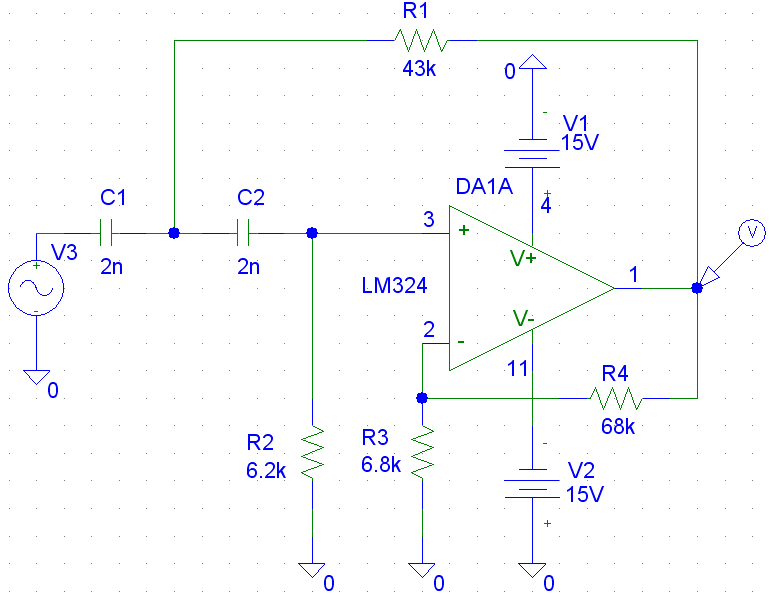 R1
43k
0
-
V1
15V
+
4
DA1A
C1
2n
C2
2n
V3
+
-
0
3
+
V+
LM324
V-
2
-
11
1
V
R4
68k
R2
6.2k
0
R3
6.8k
0
-
V2
15V
+
0